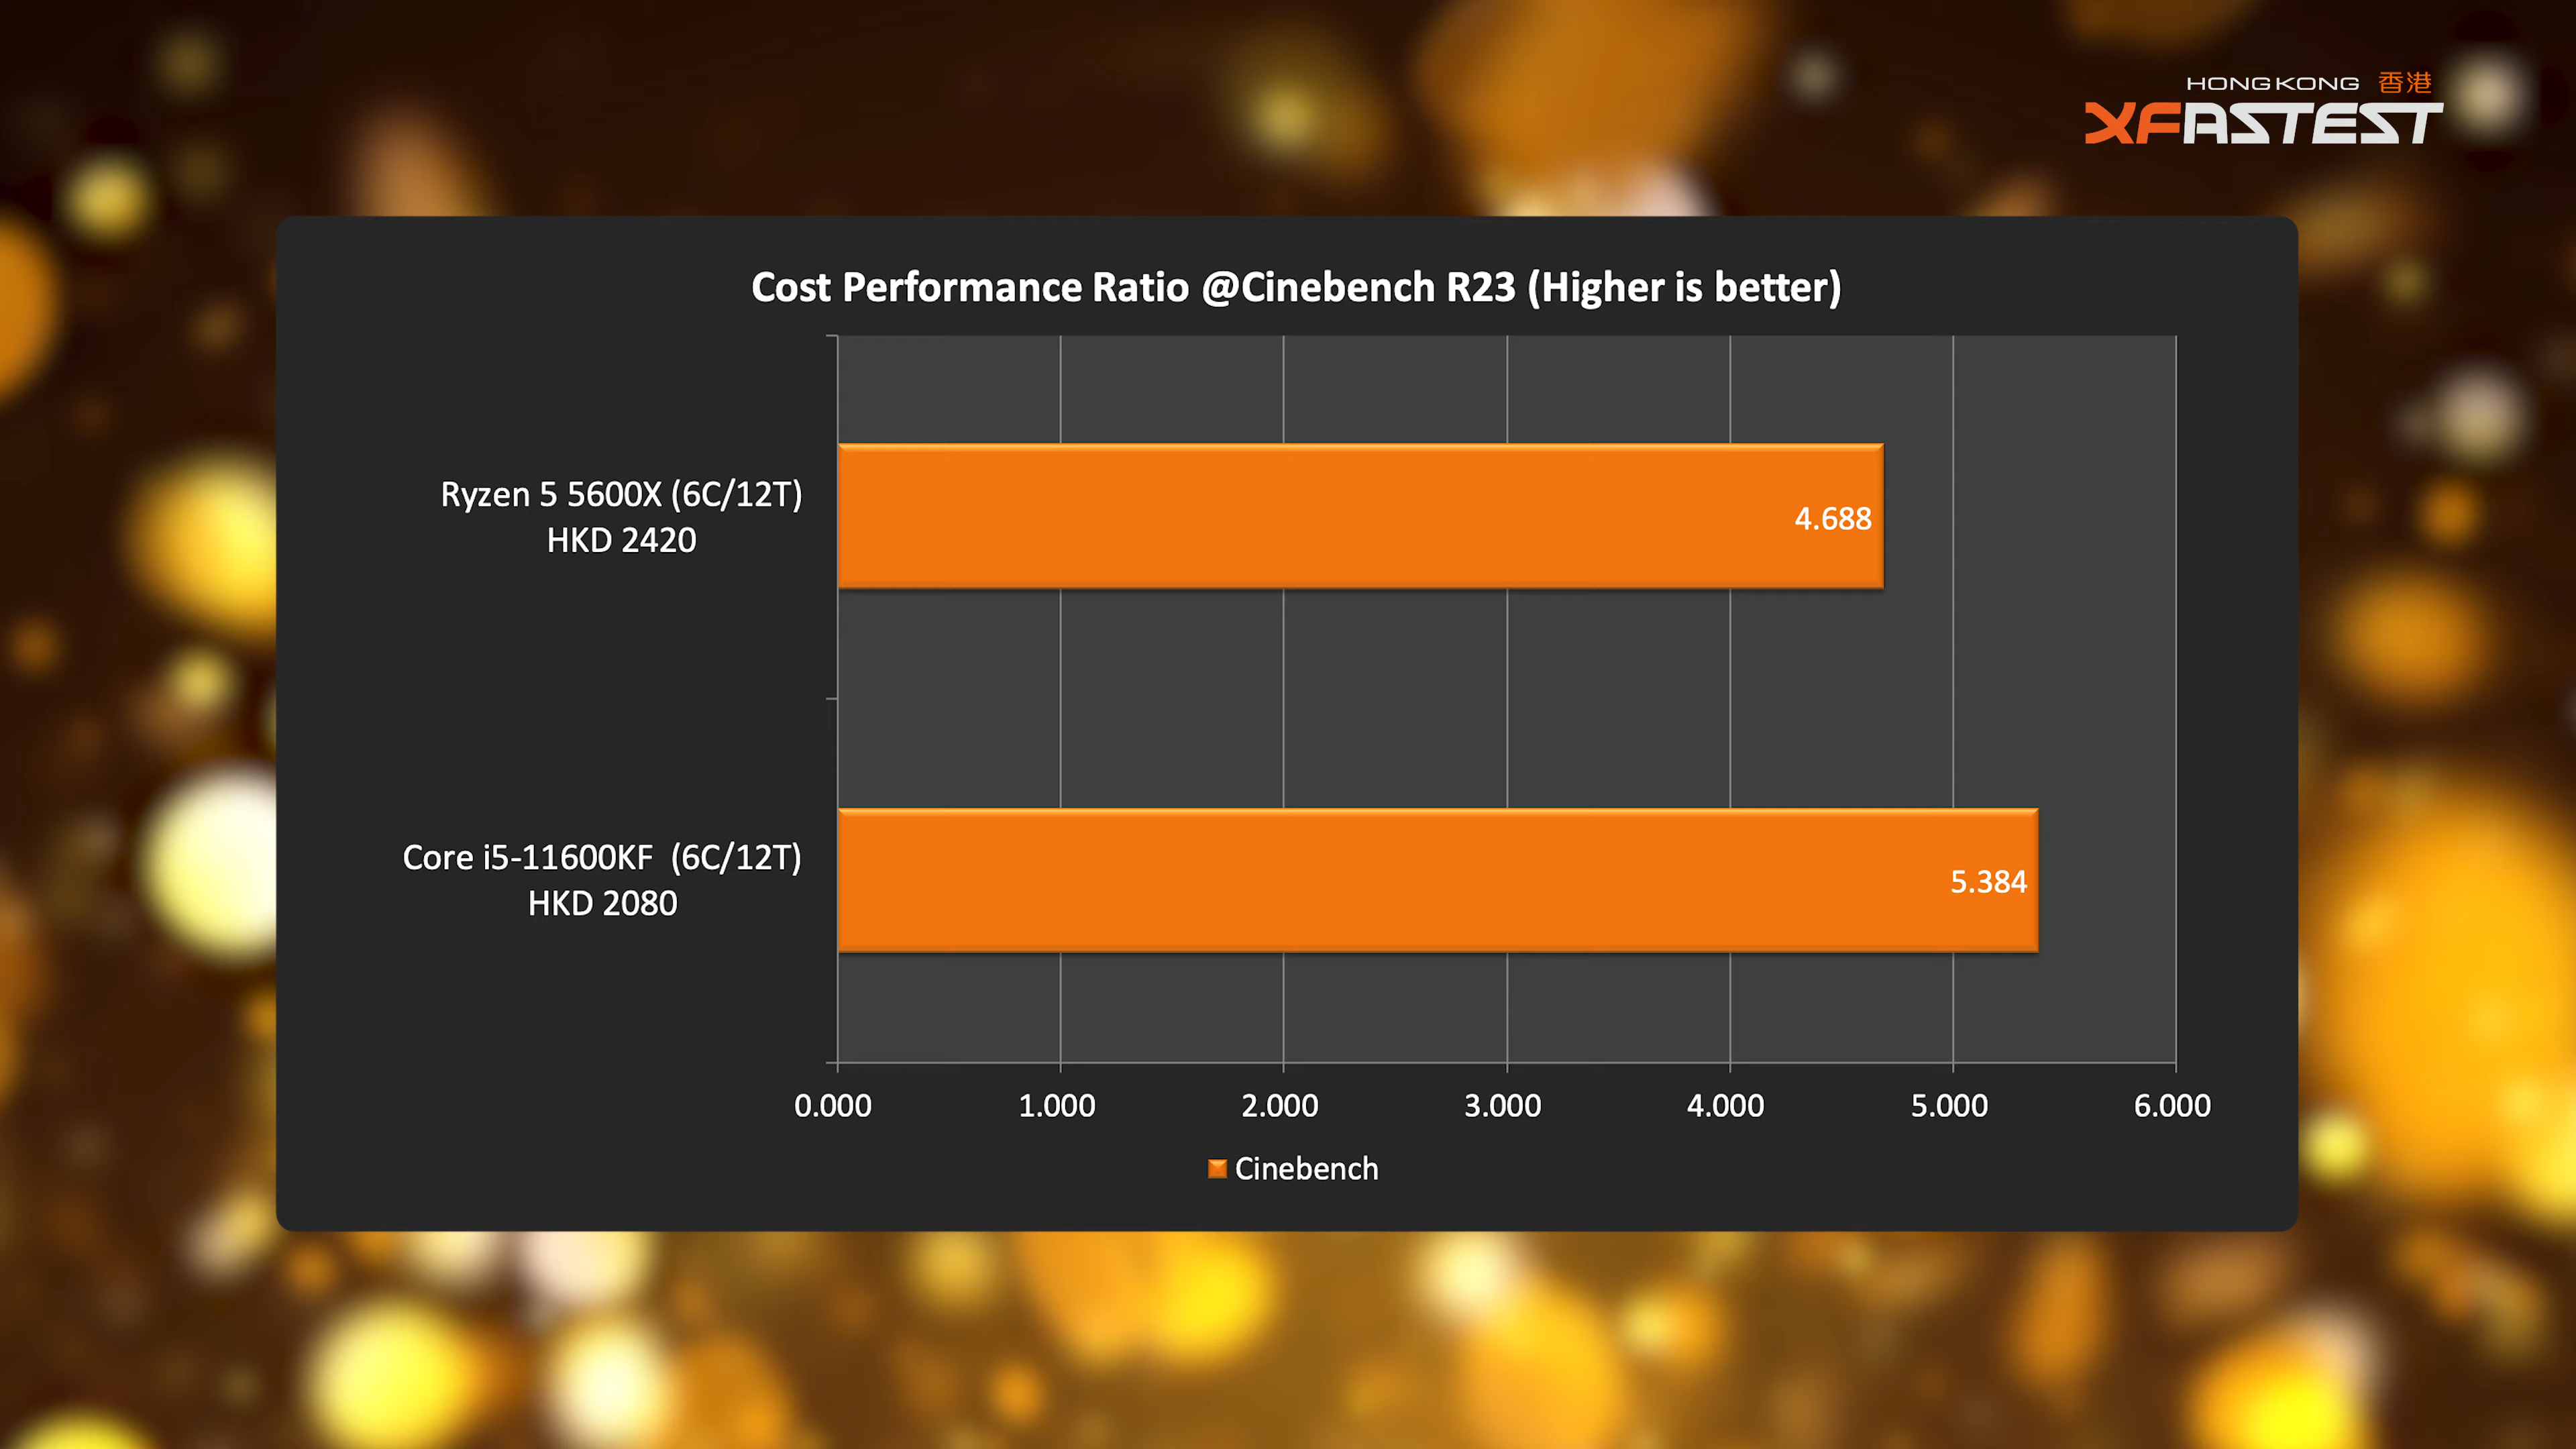 HONG KONG 香港
XFASTEST
Cost Performance Ratio @Cinebench R23 (Higher is better)
Ryzen 5 5600X (6C/12T)
HKD 2420
4.688
Core i5-11600KF  (6C/12T)
HKD 2080
5.384
0.000 1.000 2.000 3.000 4.000 5.000 6.000
Cinebench